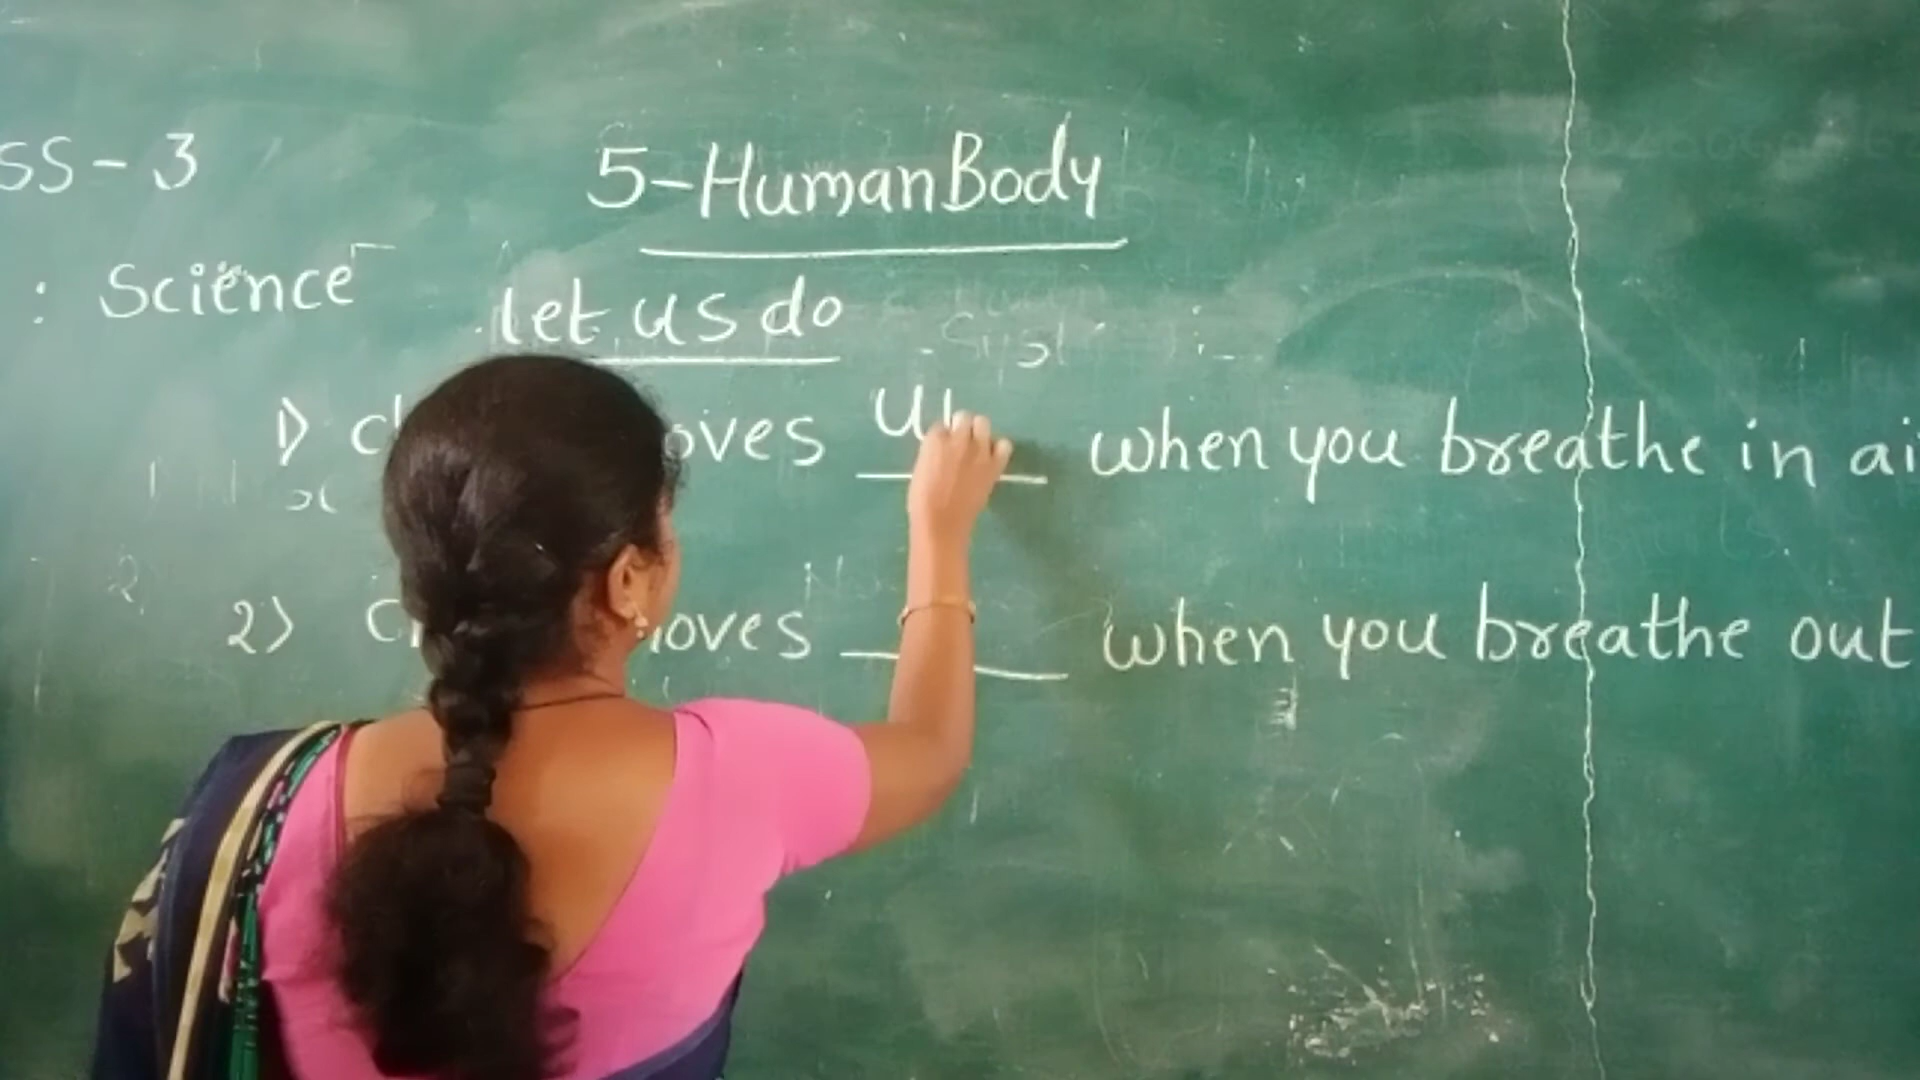 SS-3
5-Human Body
: Science
let us do
1) oves when you breathe in ai
2) oves ___ when you breathe out